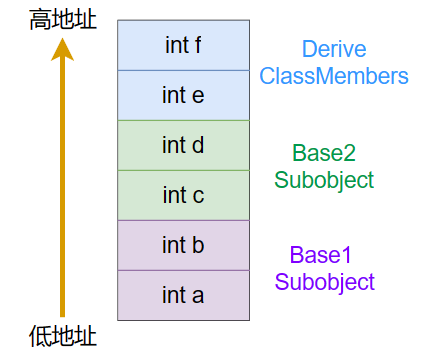 高地址
int f
int e
int d
int c
int b
int a
低地址
Derive
ClassMembers
Base2
Subobject
Base1
Subobject